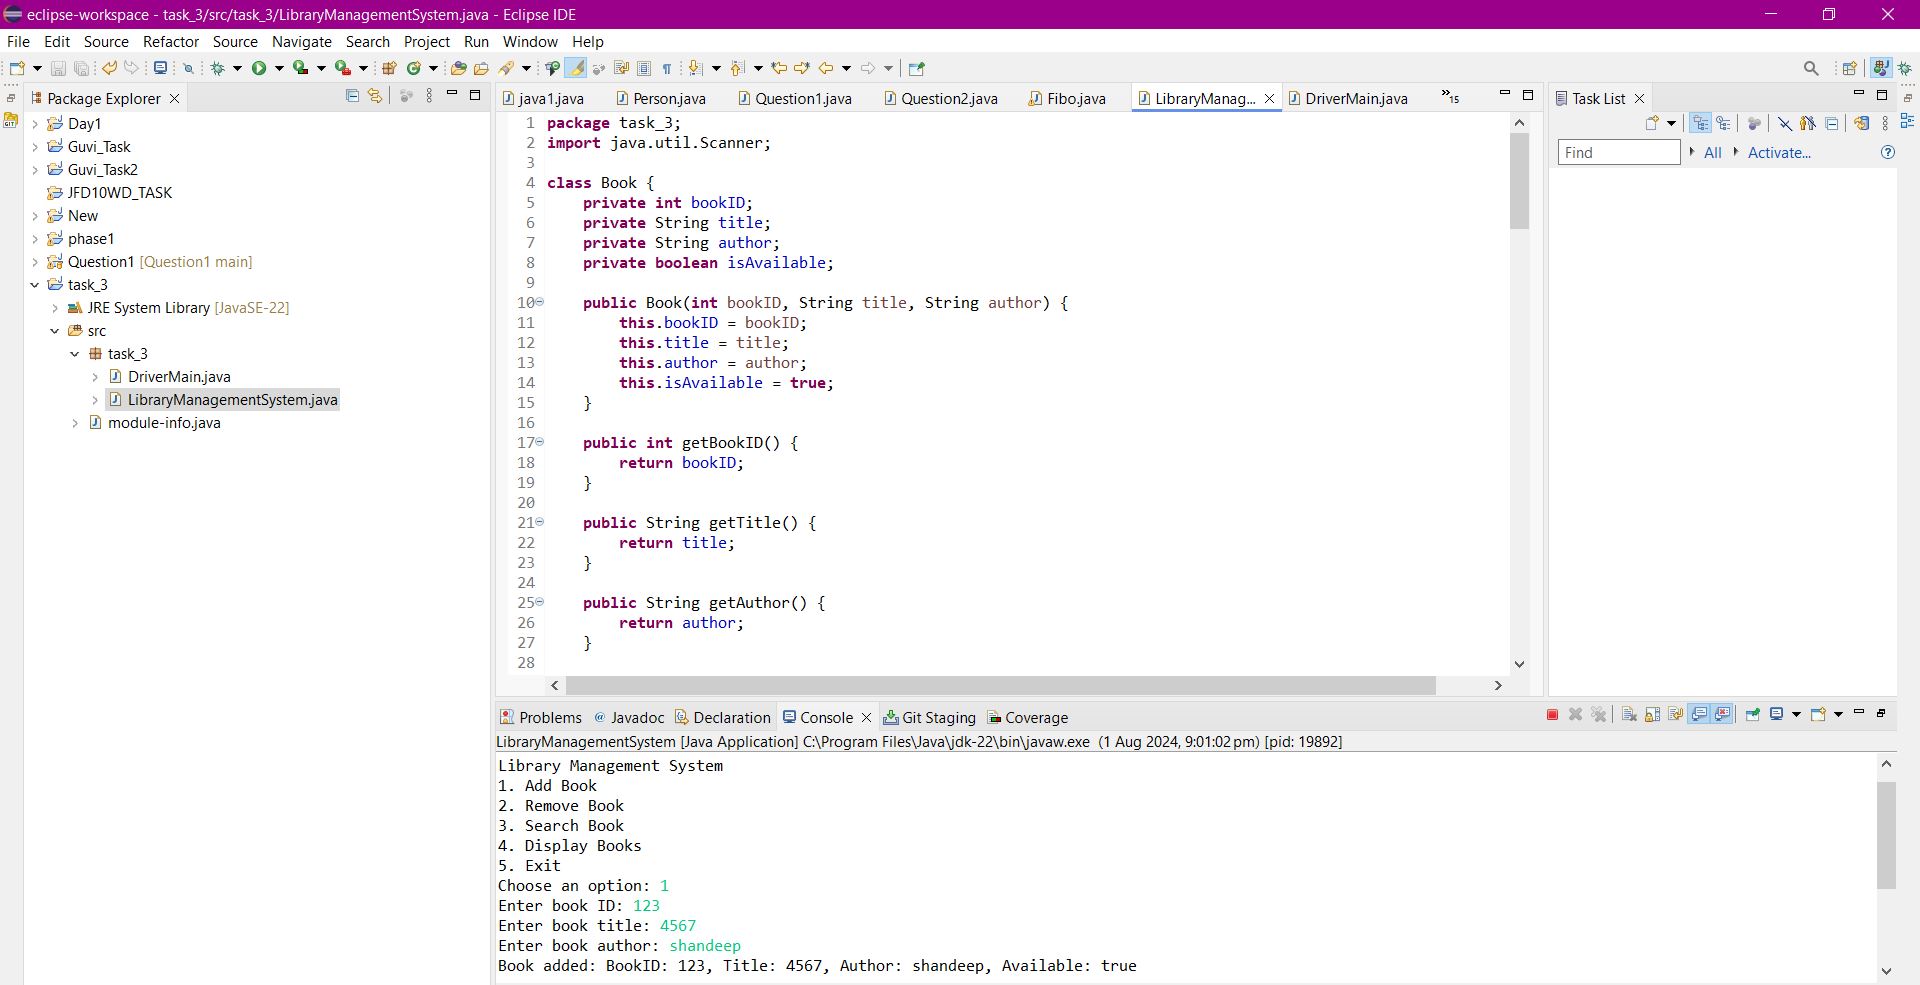 eclipse-workspace - task_3/src/task_3/LibraryManagementSystem.java - Eclipse IDE
File Edit Source Refactor Source Navigate Search Project Run Window Help
Package Explorer
GIT
Day1
Guvi_Task
Guvi_Task2
JFD10WD_TASK
New
phase1
Question1 [Question1 main]
task_3
JRE System Library [JavaSE-22]
src
task_3
DriverMain.java
LibraryManagementSystem.java
module-info.java
java1.java Person.java Question1.java Question2.java Fibo.java LibraryManag... DriverMain.java »15
1 package task_3;
2 import java.util.Scanner;
3
4 class Book {
5 private int bookID;
6 private String title;
7 private String author;
8 private boolean isAvailable;
9
10 public Book(int bookID, String title, String author) {
11 this.bookID = bookID;
12 this.title = title;
13 this.author = author;
14 this.isAvailable = true;
15 }
16
17 public int getBookID() {
18 return bookID;
19 }
20
21 public String getTitle() {
22 return title;
23 }
24
25 public String getAuthor() {
26 return author;
27 }
28
Task List
Find All Activate...
Problems @ Javadoc Declaration Console Git Staging Coverage
LibraryManagementSystem [Java Application] C:\Program Files\Java\jdk-22\bin\javaw.exe (1 Aug 2024, 9:01:02 pm) [pid: 19892]
Library Management System
1. Add Book
2. Remove Book
3. Search Book
4. Display Books
5. Exit
Choose an option: 1
Enter book ID: 123
Enter book title: 4567
Enter book author: shandeep
Book added: BookID: 123, Title: 4567, Author: shandeep, Available: true